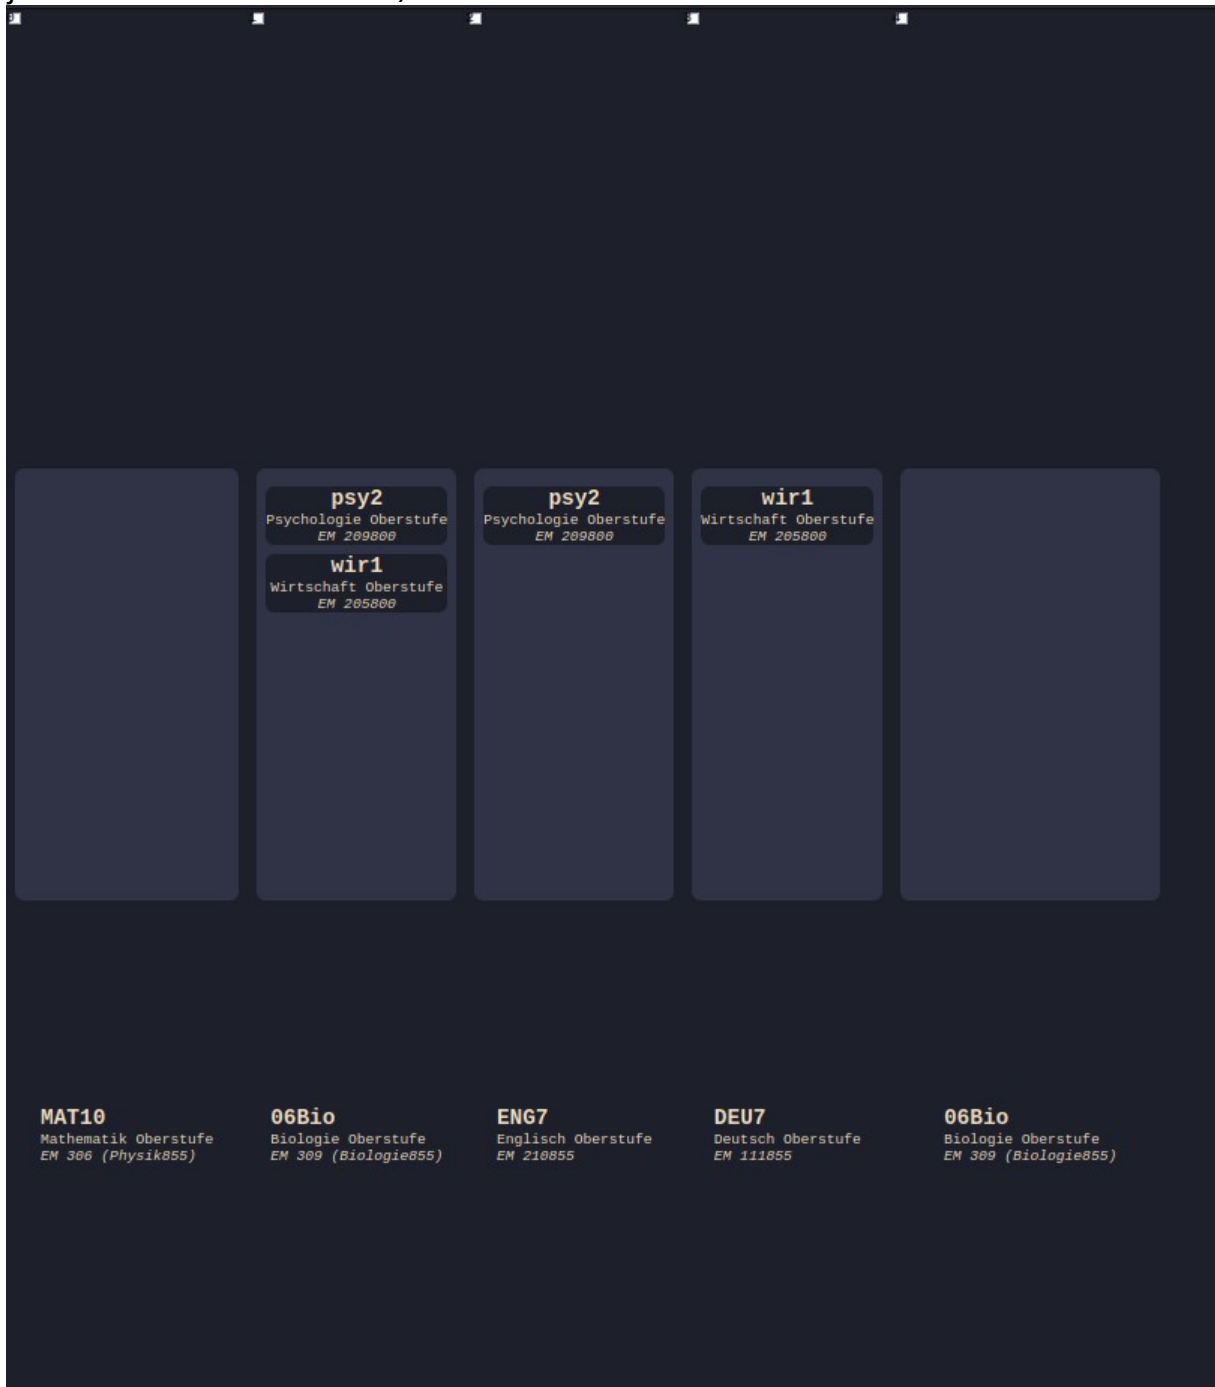 psy2
Psychologie Oberstufe
EM 209800
wir1
Wirtschaft Oberstufe
EM 205800
psy2
Psychologie Oberstufe
EM 209800
wir1
Wirtschaft Oberstufe
EM 205800
MAT10
Mathematik Oberstufe
EM 306 (Physik855)
06Bio
Biologie Oberstufe
EM 309 (Biologie855)
ENG7
Englisch Oberstufe
EM 210855
DEU7
Deutsch Oberstufe
EM 111855
06Bio
Biologie Oberstufe
EM 309 (Biologie855)